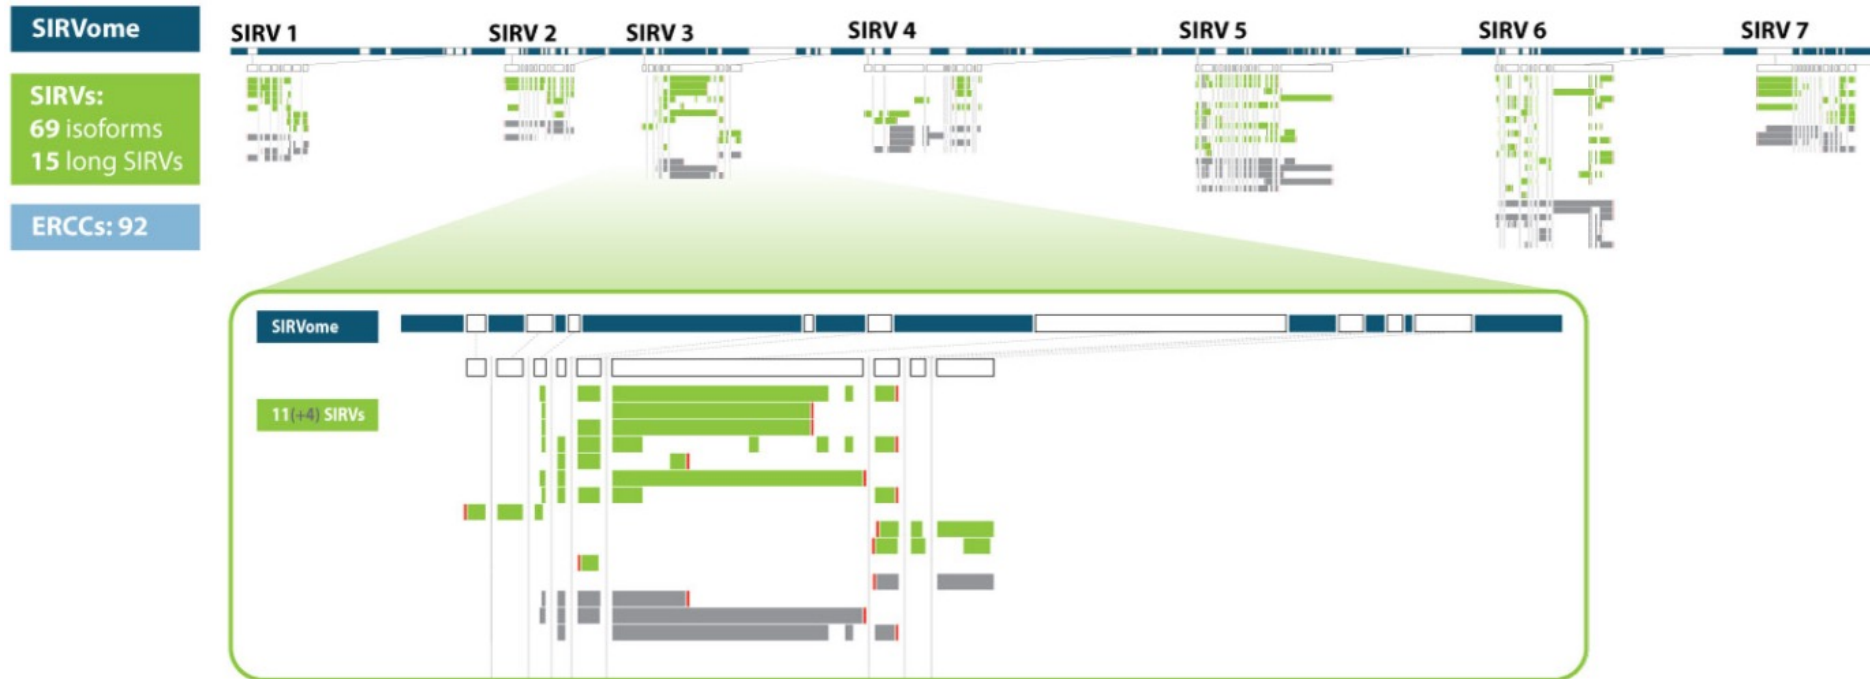 SIRVome
SIRV 1
SIRV 2
SIRV 3
SIRV 4
SIRV 5
SIRV 6
SIRV 7
SIRVs:
69 isoforms
15 long SIRVs
ERCCs: 92
SIRVome
11(+4) SIRVs